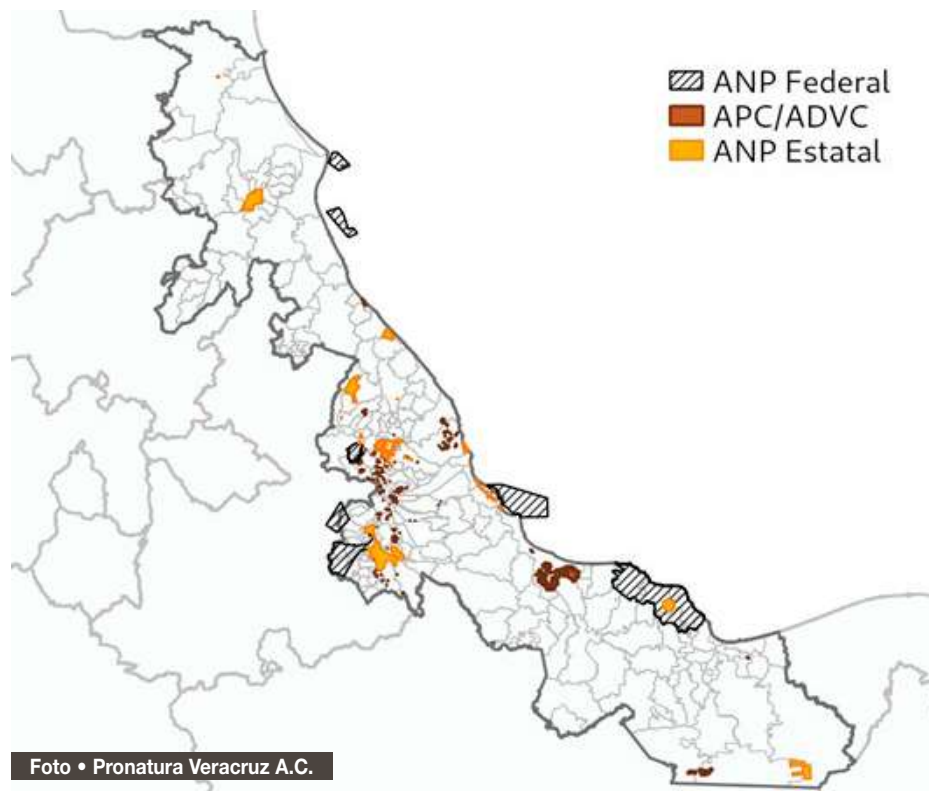 ANP Federal
APC/ADVC
ANP Estatal
Foto • Pronatura Veracruz A.C.